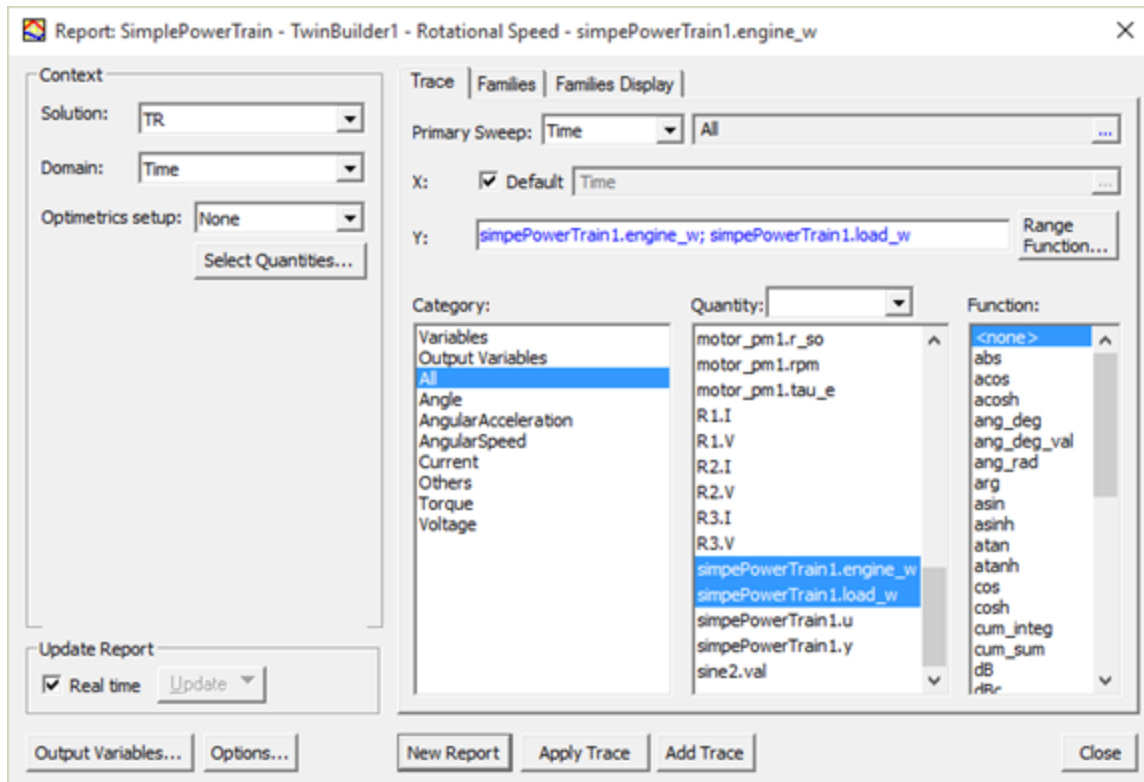 Report: SimplePowerTrain - TwinBuilder1 - Rotational Speed - simpePowerTrain1.engine_w
Context
Solution: TR
Domain: Time
Optimetrics setup: None
Select Quantities...
Update Report
Real time Update
Output Variables... Options...
Trace Families Families Display
Primary Sweep: Time All ...
X: Default Time ...
Y: simpePowerTrain1.engine_w; simpePowerTrain1.load_w Range Function...
Category:
Variables
Output Variables
All
Angle
AngularAcceleration
AngularSpeed
Current
Others
Torque
Voltage
Quantity:
motor_pm1.r_so
motor_pm1.rpm
motor_pm1.tau_e
R1.I
R1.V
R2.I
R2.V
R3.I
R3.V
simpePowerTrain1.engine_w
simpePowerTrain1.load_w
simpePowerTrain1.u
simpePowerTrain1.y
sine2.val
Function:
<none>
abs
acos
acosh
ang_deg
ang_deg_val
ang_rad
arg
asin
asinh
atan
atanh
cos
cosh
cum_integ
cum_sum
dB
dBc
New Report Apply Trace Add Trace Close